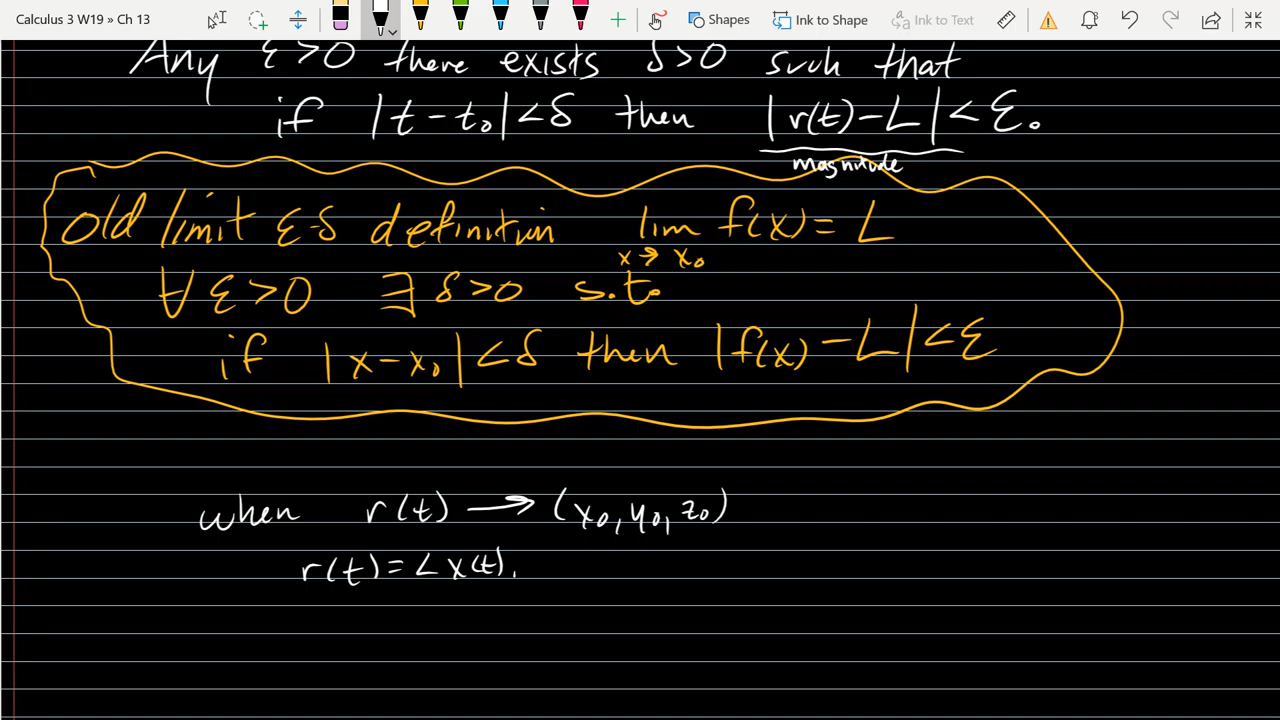 Calculus 3 W19 » Ch 13
Shapes
Ink to Shape
Ink to Text
Any ε>0 there exists δ>0 such that
if |t-t₀|<δ then |r(t)-L|<ε.
magnitude
Old limit ε-δ definition lim f(x) = L
x→x₀
∀ ε>0 ∃ δ>0 s.t.
if |x-x₀|<δ then |f(x)-L|<ε
when r(t) → (x₀, y₀, z₀)
r(t) = < x(t),